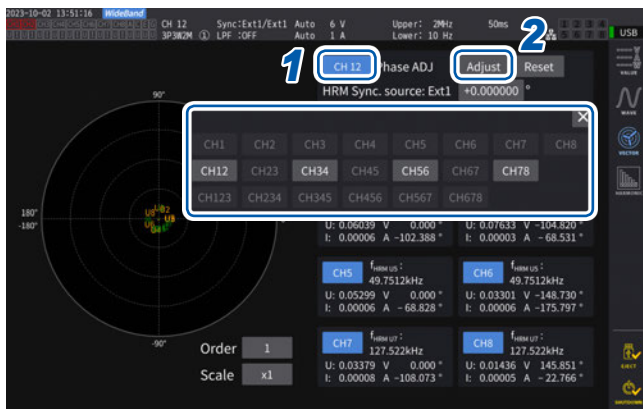 2023-10-02 13:51:16 WideBand
CH 12 Sync:Ext1/Ext1 Auto 6 V Upper: 2MHz 50ms
3P3W2M ① LPF :OFF Auto 1 A Lower: 10 Hz
USB
1 2
CH 12 Phase ADJ Adjust Reset
HRM Sync. source: Ext1 +0.000000 °
VALUE
WAVE
VECTOR
HARMONIC
90°
×
CH1 CH2 CH3 CH4 CH5 CH6 CH7 CH8
CH12 CH23 CH34 CH45 CH56 CH67 CH78
CH123 CH234 CH345 CH456 CH567 CH678
180°
-180°
U: 0.06039 V 0.000 ° U: 0.07633 V -104.820 °
I: 0.00006 A -102.388 ° I: 0.00003 A - 68.531 °
CH5 fHRM U5 : 49.7512kHz CH6 fHRM U5 : 49.7512kHz
U: 0.05299 V 0.000 ° U: 0.03301 V -148.730 °
I: 0.00006 A - 68.828 ° I: 0.00006 A -175.797 °
-90°
CH7 fHRM U7 : 127.522kHz CH8 fHRM U7 : 127.522kHz
U: 0.03379 V 0.000 ° U: 0.01436 V 145.851 °
I: 0.00008 A -108.073 ° I: 0.00005 A - 22.766 °
Order 1
Scale x1
EJECT
SHUTDOWN